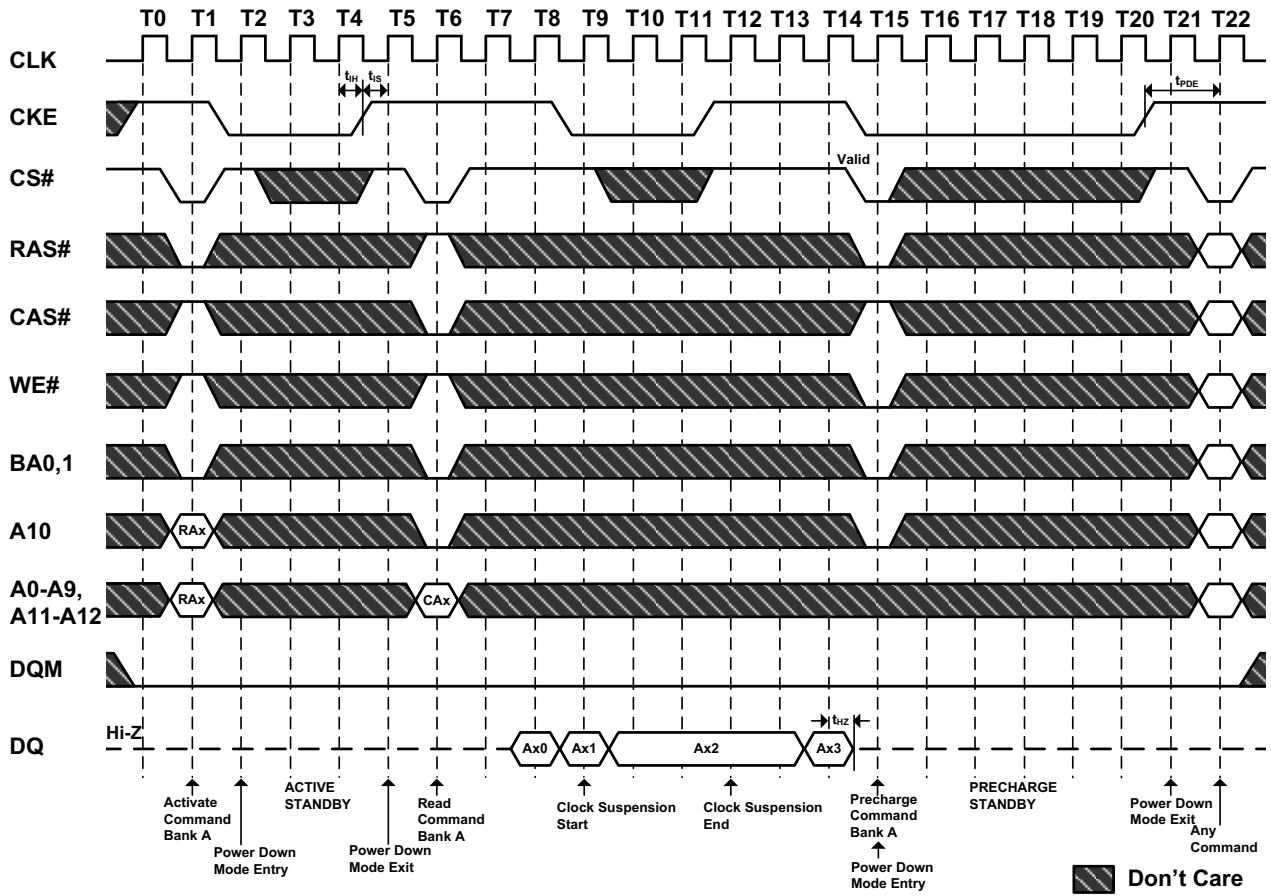 T0 T1 T2 T3 T4 T5 T6 T7 T8 T9 T10 T11 T12 T13 T14 T15 T16 T17 T18 T19 T20 T21 T22
CLK
tIH tIS
tPDE
CKE
Valid
CS#
RAS#
CAS#
WE#
BA0,1
A10
RAx
A0-A9,
A11-A12
RAx
CAx
DQM
Hi-Z
tHZ
DQ
Ax0
Ax1
Ax2
Ax3
Activate
Command
Bank A
ACTIVE
STANDBY
Power Down
Mode Entry
Power Down
Mode Exit
Read
Command
Bank A
Clock Suspension
Start
Clock Suspension
End
Precharge
Command
Bank A
Power Down
Mode Entry
PRECHARGE
STANDBY
Power Down
Mode Exit
Any
Command
Don't Care